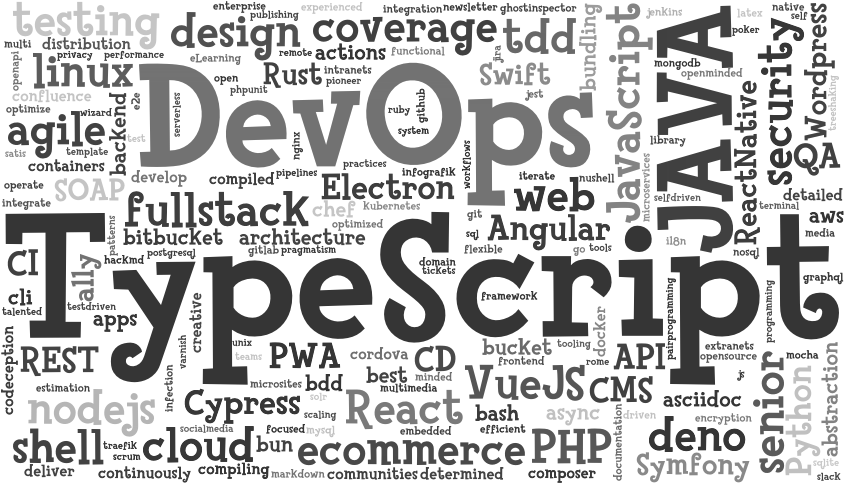 enterprise
experienced
integration
newsletter
ghostinspector
jenkins
latex
native
self
testing
publishing
design
coverage
tdd
bundling
JavaScript
JAVA
poker
security
Wordpress
multi
distribution
remote
actions
functional
jira
openapi
privacy
performance
eLearning
open
linux
Rust
intranets
pioneer
Swift
mongodb
openminded
confluence
DevOps
serverless
phpunit
ruby
github
system
jest
treeshaking
optimize
wizard
backend
e2e
test
agile
nginx
library
ReactNative
QA
satis
template
containers
practices
workflows
microservices
operate
SOAP
develop
compiled
pipelines
infografik
Electron
iterate
nushell
web
selfdriven
detailed
integrate
fullstack
chef
Kubernetes
optimized
git
terminal
aws
media
patterns
bitbucket
architecture
sql
Angular
i18n
TypeScript
CI
a11y
hackmd
postgresql
gitlab
pragmatism
domain
tickets
flexible
go
tools
nosql
graphql
cli
talented
testdriven
apps
creative
framework
docker
pairprogramming
programming
codeception
REST
varnish
unix
teams
PWA
cordova
CD
bucket
frontend
tooling
rome
API
extranets
opensource
mocha
abstraction
estimation
infection
microsites
bdd
best
minded
multimedia
VueJS
CMS
js
senior
Python
nodejs
Cypress
solr
scaling
React
bash
async
driven
asciidoc
encryption
shell
traefik
scrum
cloud
socialmedia
focused
mysql
bun
embedded
efficient
ecommerce
PHP
documentation
deno
Symfony
sqlite
deliver
continuously
compiling
markdown
communities
determined
composer
slack